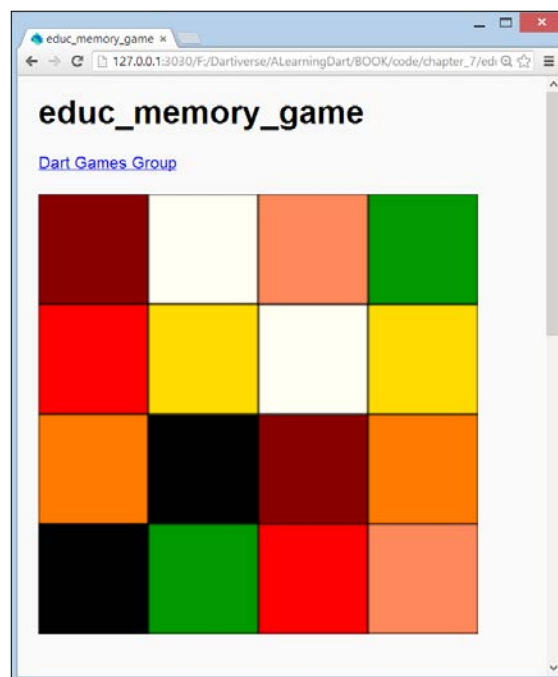 educ_memory_game
127.0.0.1:3030/F:/Dartiverse/ALearningDart/BOOK/code/chapter_7/edu
educ_memory_game
Dart Games Group